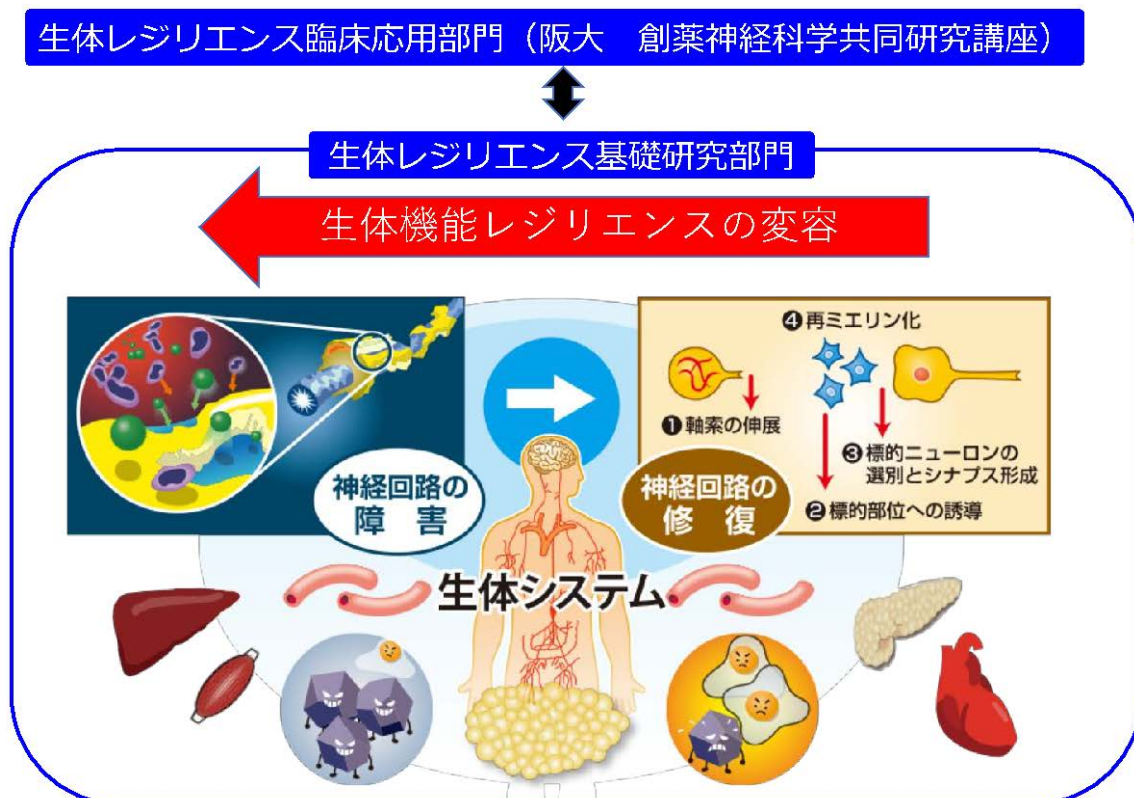 生体レジリエンス臨床応用部門（阪大　創薬神経科学共同研究講座）
生体レジリエンス基礎研究部門
生体機能レジリエンスの変容
神経回路の
障　害
神経回路の
修　復
❹再ミエリン化
❶軸索の伸展
❸標的ニューロンの
選別とシナプス形成
❷標的部位への誘導
生体システム